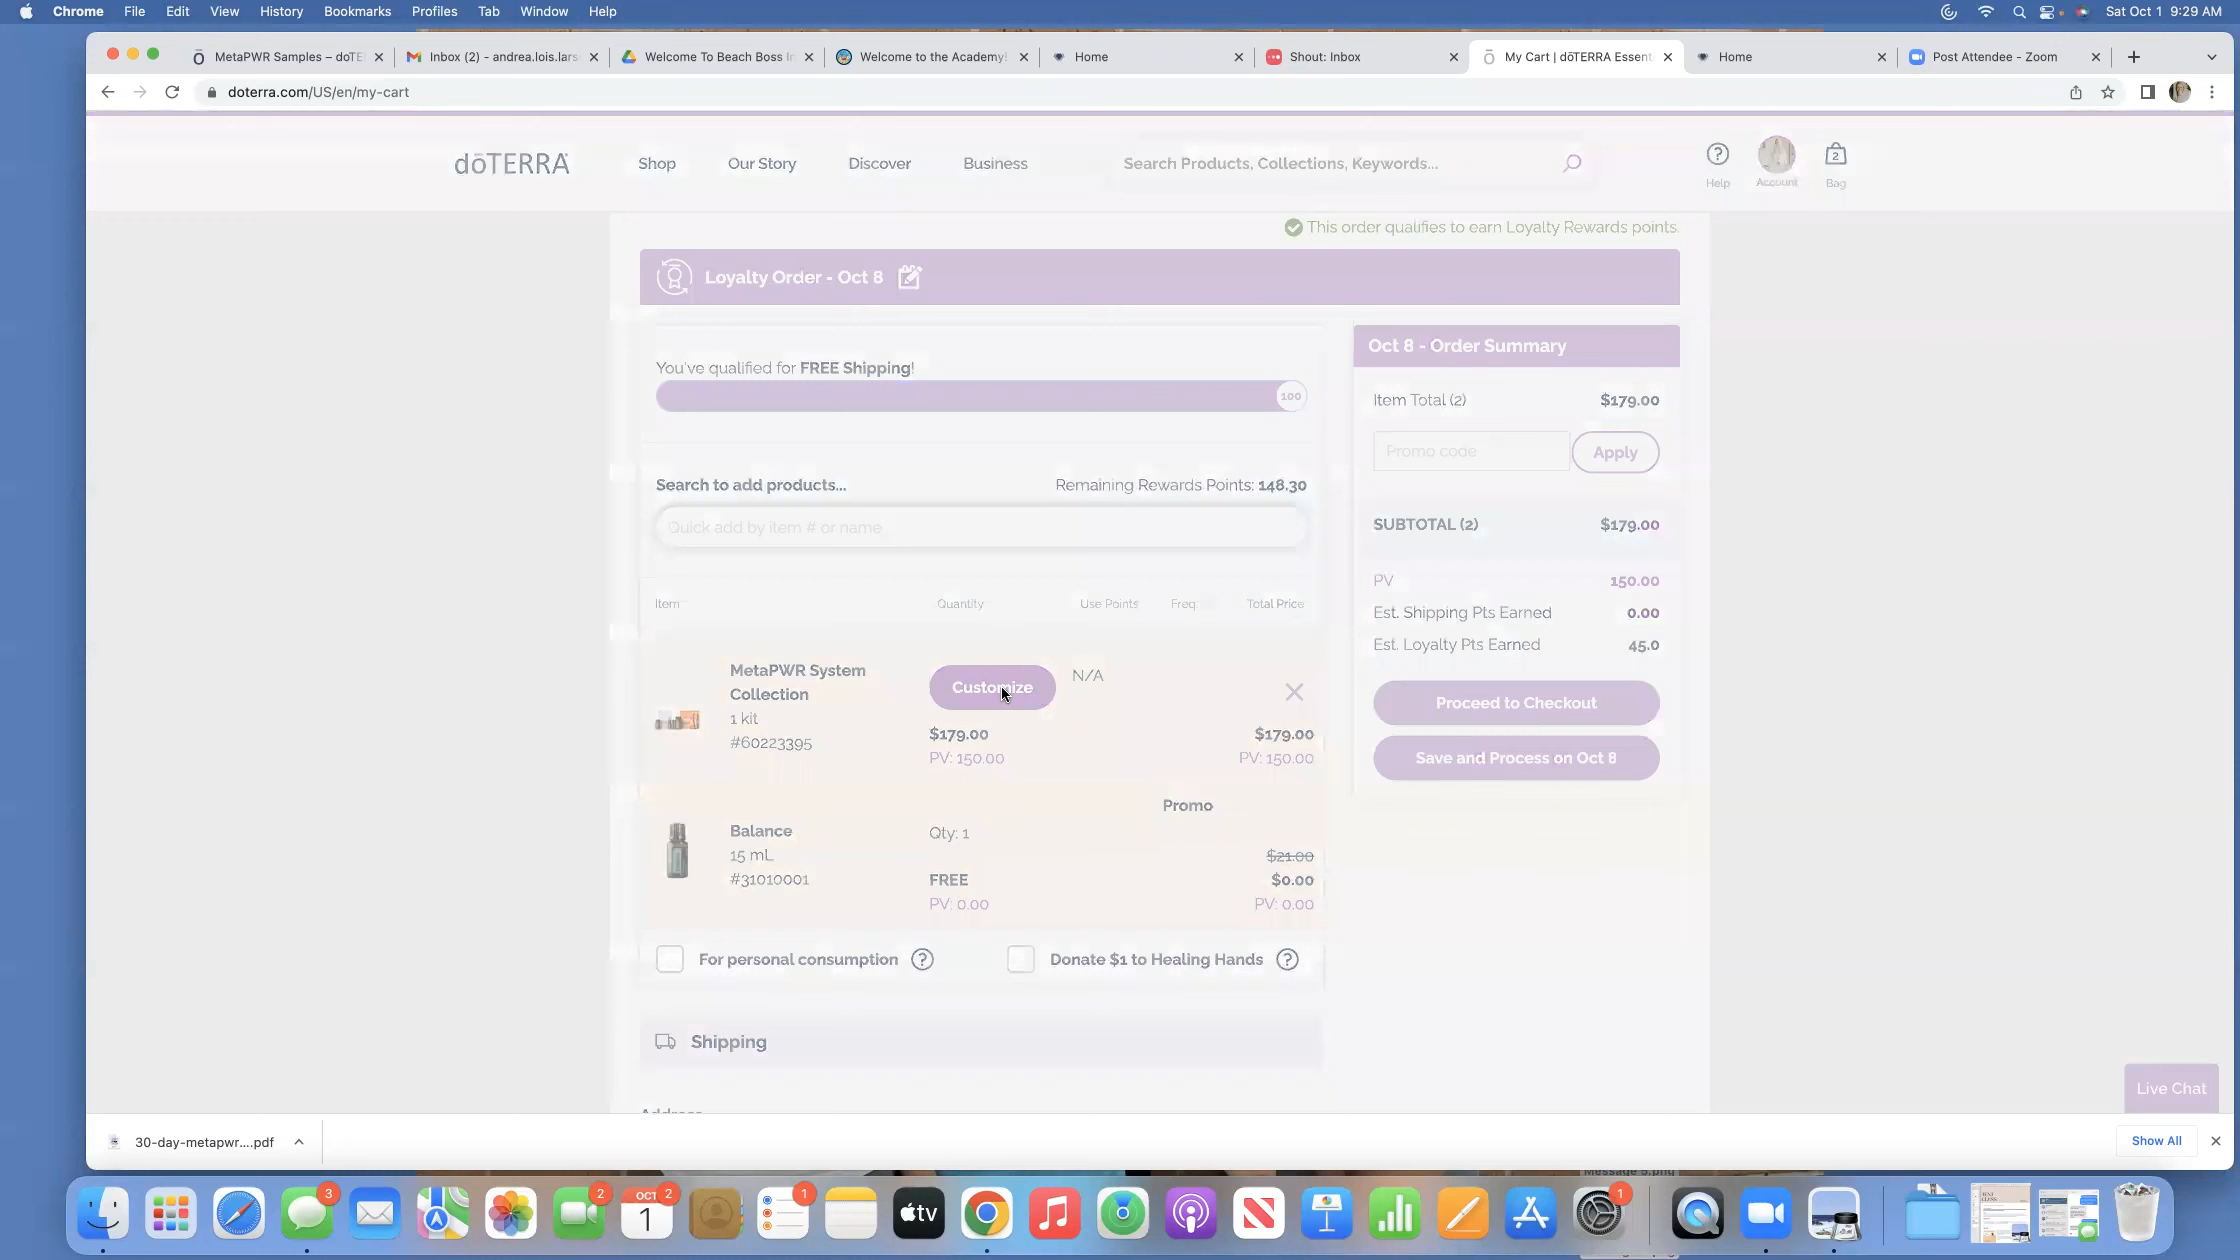 Chrome File Edit View History Bookmarks Profiles Tab Window Help
Sat Oct 1 9:29 AM
MetaPWR Samples – doTE
Inbox (2) - andrea.lois.lars
Welcome To Beach Boss In
Welcome to the Academy!
Home
Shout: Inbox
My Cart | dōTERRA Essent
Home
Post Attendee - Zoom
doterra.com/US/en/my-cart
dōTERRA
Shop
Our Story
Discover
Business
Search Products, Collections, Keywords...
Help
Account
2
Bag
This order qualifies to earn Loyalty Rewards points.
Loyalty Order - Oct 8
You've qualified for FREE Shipping!
100
Search to add products...
Remaining Rewards Points: 148.30
Quick add by item # or name
Item Quantity Use Points Freq Total Price
MetaPWR System
Collection
1 kit
#60223395
Customize
N/A
$179.00
PV: 150.00
$179.00
PV: 150.00
Promo
Balance
15 mL
#31010001
Qty: 1
FREE
PV: 0.00
$21.00
$0.00
PV: 0.00
For personal consumption
Donate $1 to Healing Hands
Shipping
Oct 8 - Order Summary
Item Total (2) $179.00
Promo code
Apply
SUBTOTAL (2) $179.00
PV 150.00
Est. Shipping Pts Earned 0.00
Est. Loyalty Pts Earned 45.0
Proceed to Checkout
Save and Process on Oct 8
Live Chat
30-day-metapwr....pdf
Show All
Message 5.png
3
2
OCT
1
2
1
tv
1